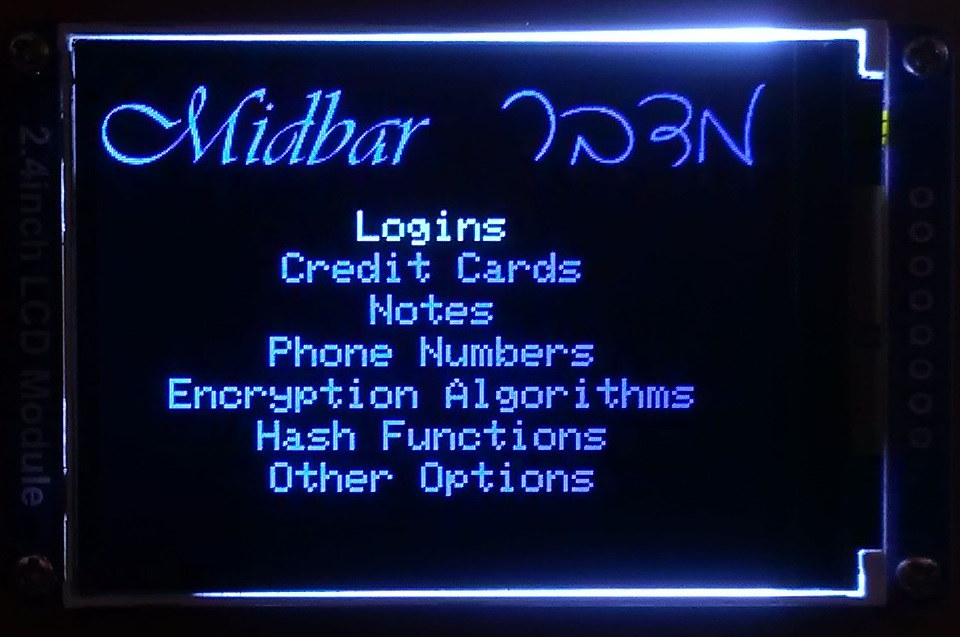 Midbar מדבר
Logins
Credit Cards
Notes
Phone Numbers
Encryption Algorithms
Hash Functions
Other Options
2.4inch LCD Module